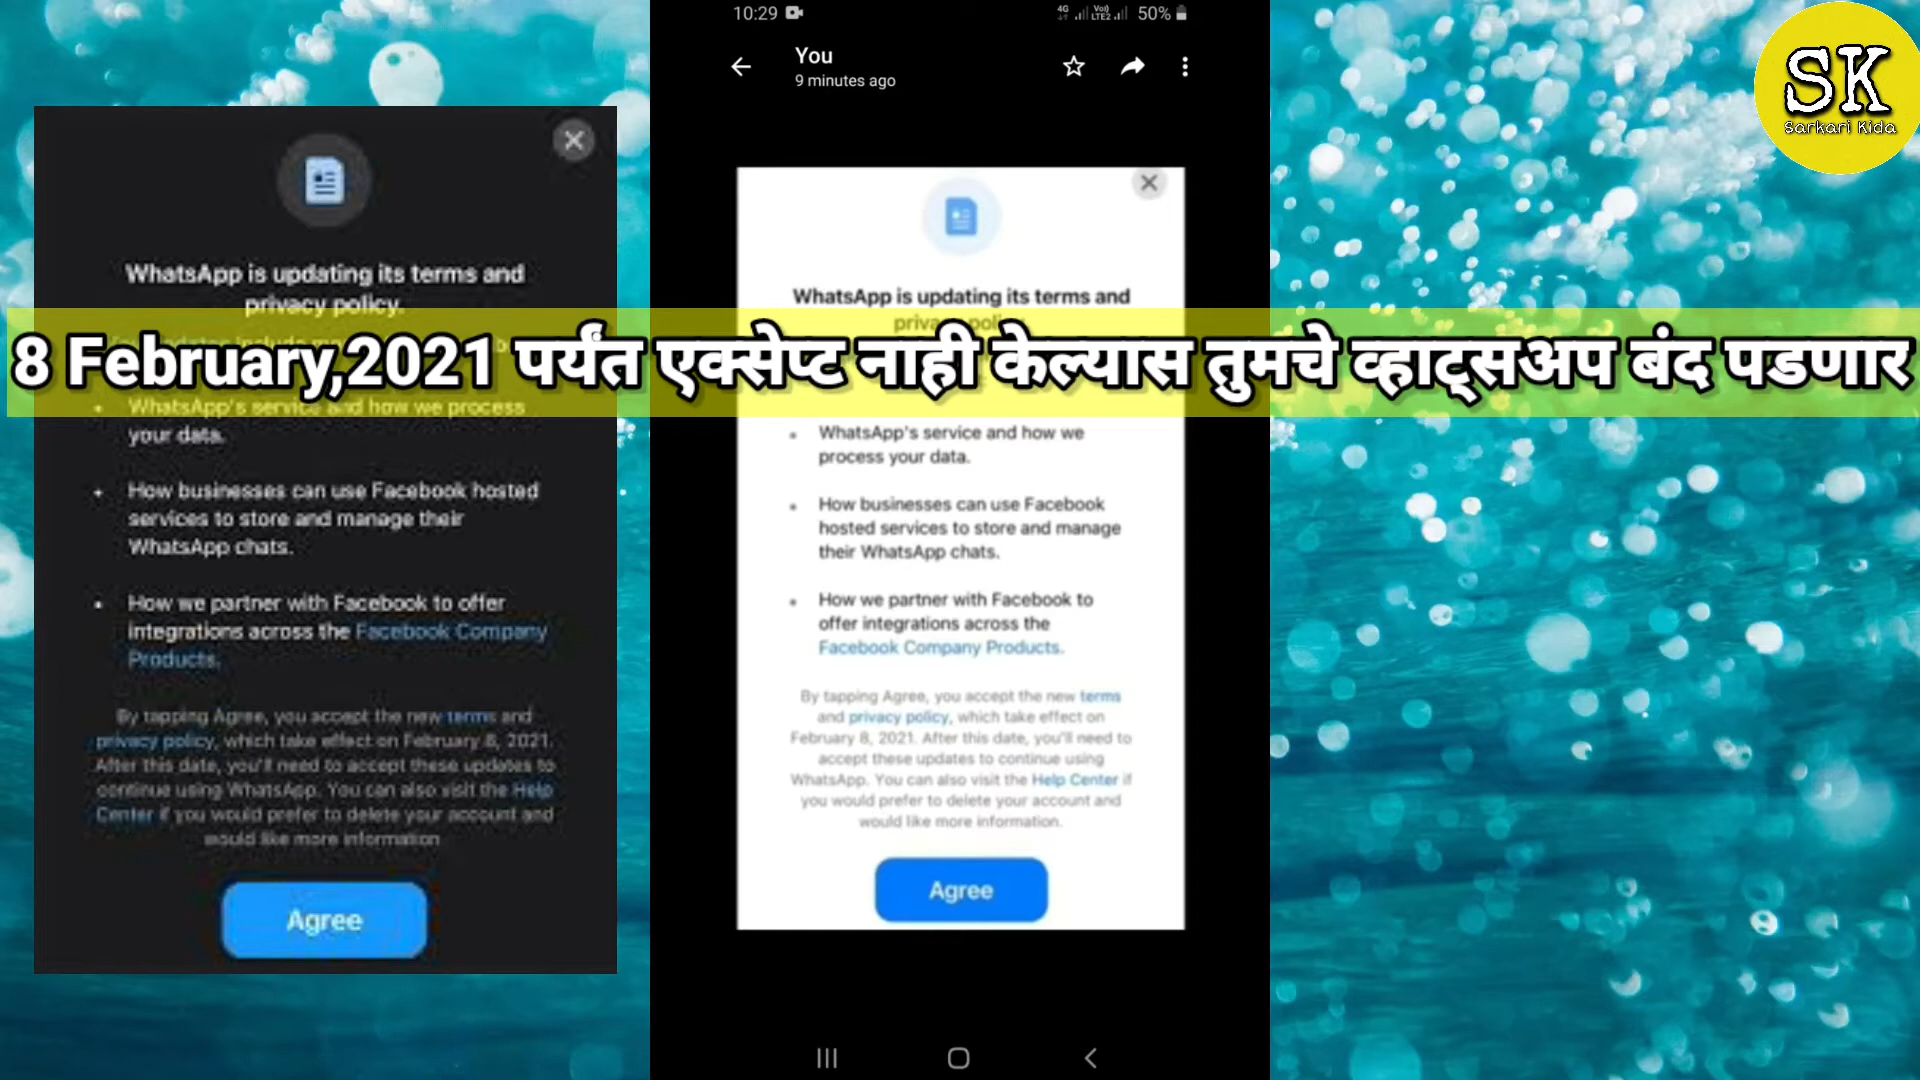 SK
Sarkari Kida
8 February,2021 पर्यंत एक्सेप्ट नाही केल्यास तुमचे व्हाट्सअप बंद पडणार
WhatsApp is updating its terms and
privacy policy.
WhatsApp's service and how we process
your data.
• How businesses can use Facebook hosted
services to store and manage their
WhatsApp chats.
• How we partner with Facebook to offer
integrations across the Facebook Company
Products.
By tapping Agree, you accept the new terms and
privacy policy, which take effect on February 8, 2021.
After this date, you'll need to accept these updates to
continue using WhatsApp. You can also visit the Help
Center if you would prefer to delete your account and
would like more information
Agree
10:29
4G Vo) LTE2 50%
You
9 minutes ago
WhatsApp is updating its terms and
privacy policy.
• WhatsApp's service and how we
process your data.
• How businesses can use Facebook
hosted services to store and manage
their WhatsApp chats.
• How we partner with Facebook to
offer integrations across the
Facebook Company Products.
By tapping Agree, you accept the new terms
and privacy policy, which take effect on
February 8, 2021. After this date, you'll need to
accept these updates to continue using
WhatsApp. You can also visit the Help Center if
you would prefer to delete your account and
would like more information.
Agree